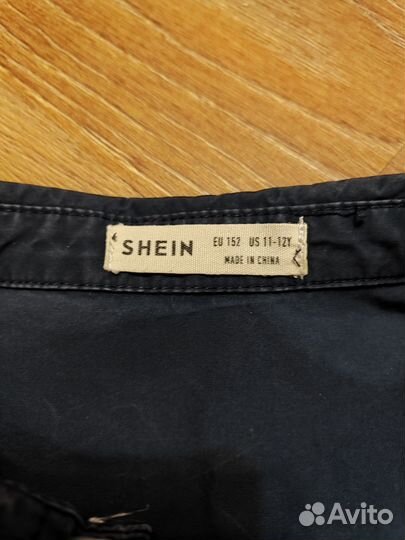 SHEIN EU 152 US 11-12Y
MADE IN CHINA
Avito